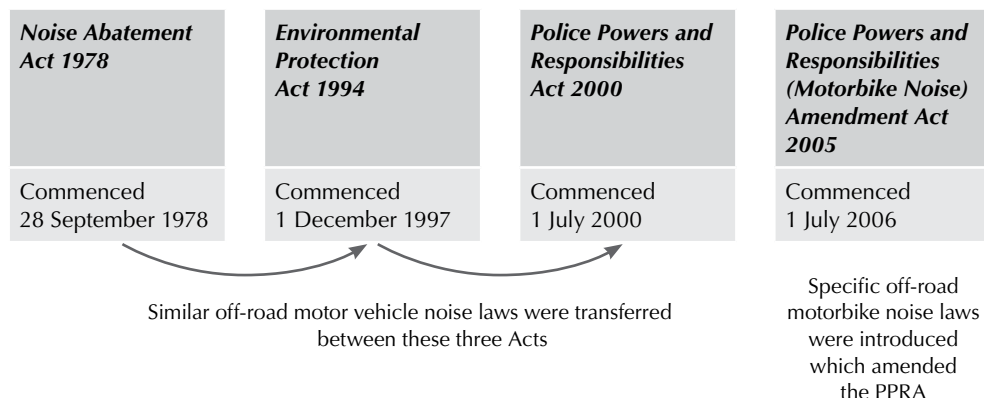 Noise Abatement
Act 1978
Commenced
28 September 1978
Environmental
Protection
Act 1994
Commenced
1 December 1997
Police Powers and
Responsibilities
Act 2000
Commenced
1 July 2000
Police Powers and
Responsibilities
(Motorbike Noise)
Amendment Act
2005
Commenced
1 July 2006
Similar off-road motor vehicle noise laws were transferred
between these three Acts
Specific off-road
motorbike noise laws
were introduced
which amended
the PPRA